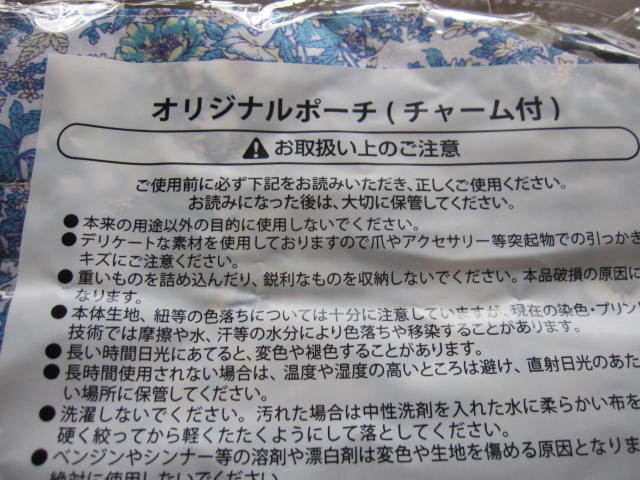 オリジナルポーチ(チャーム付)
お取扱い上のご注意
ご使用前に必ず下記をお読みいただき、正しくご使用ください。
お読みになった後は、大切に保管してください。
●本来の用途以外の目的に使用しないでください。
●デリケートな素材を使用しておりますので爪やアクセサリー等突起物での引っかき
キズにご注意ください。
●重いものを詰め込んだり、鋭利なものを収納しないでください。本品破損の原因に
なります。
●本体生地、紐等の色落ちについては十分に注意していますが、現在の染色・プリント
技術では摩擦や水、汗等の水分により色落ちや移染することがあります。
●長い時間日光にあてると、変色や褪色することがあります。
●長時間使用されない場合は、温度や湿度の高いところは避け、直射日光のあた
い場所に保管してください。
●洗濯しないでください。汚れた場合は中性洗剤を入れた水に柔らかい布を
硬く絞ってから軽くたたくようにして落としてください。
●ベンジンやシンナー等の溶剤や漂白剤は変色や生地を傷める原因となりま
絶対に使用しないでください。